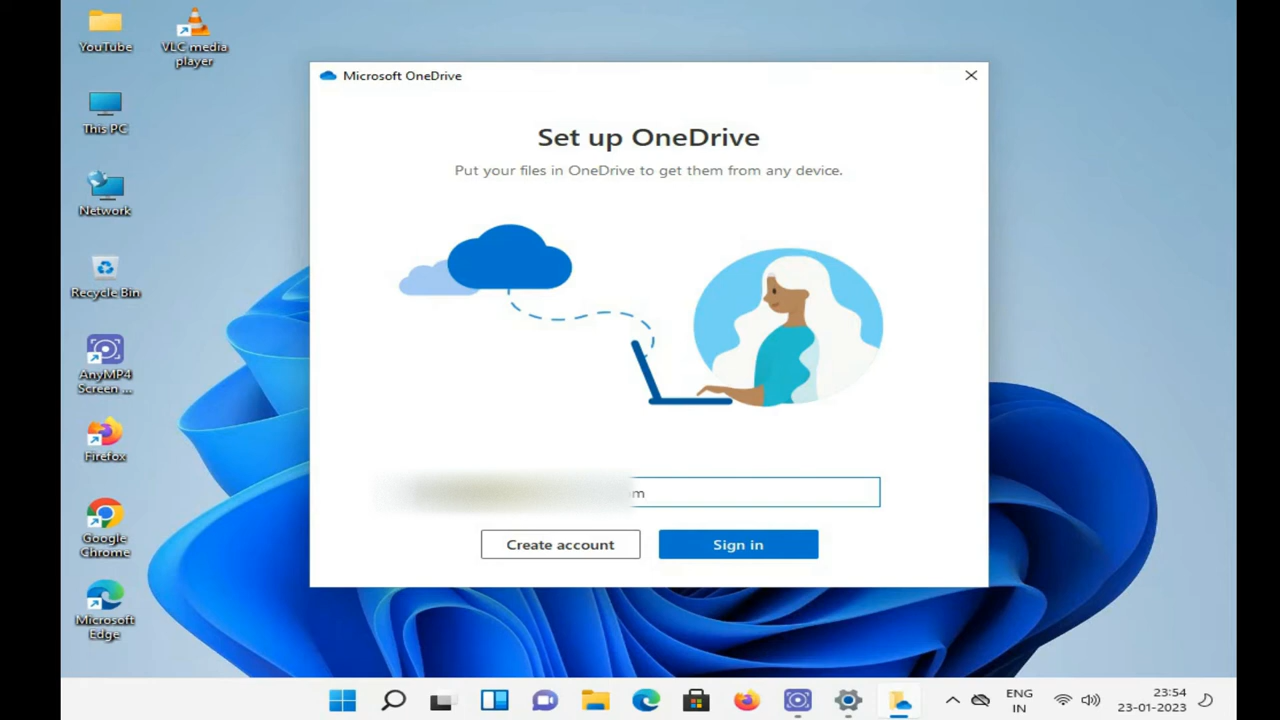 YouTube
VLC media
player
This PC
Network
Recycle Bin
AnyMP4
Screen ...
Firefox
Google
Chrome
Microsoft
Edge
Microsoft OneDrive
Set up OneDrive
Put your files in OneDrive to get them from any device.
m
Create account
Sign in
ENG
IN
23:54
23-01-2023